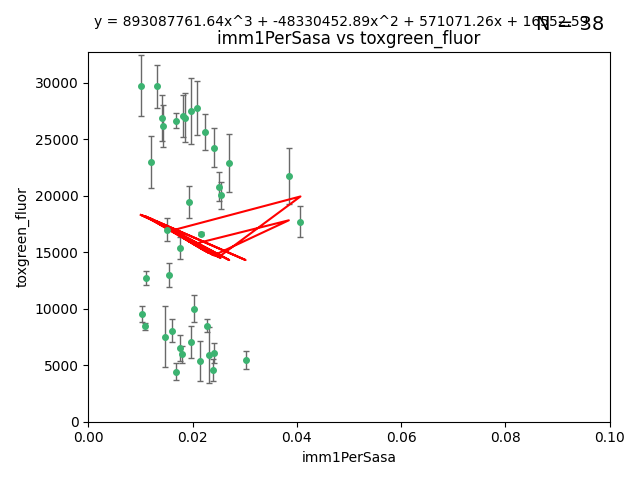 y = 893087761.64x^3 + -48330452.89x^2 + 571071.26x + 16552.59
N = 38
imm1PerSasa vs toxgreen_fluor
toxgreen_fluor
30000
25000
20000
15000
10000
5000
0
0.00 0.02 0.04 0.06 0.08 0.10
imm1PerSasa